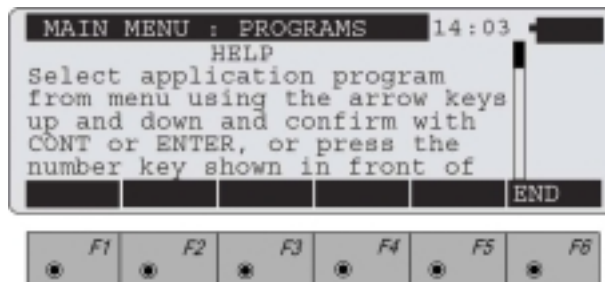 MAIN MENU : PROGRAMS 14:03
HELP
Select application program
from menu using the arrow keys
up and down and confirm with
CONT or ENTER, or press the
number key shown in front of
END
F1 F2 F3 F4 F5 F6